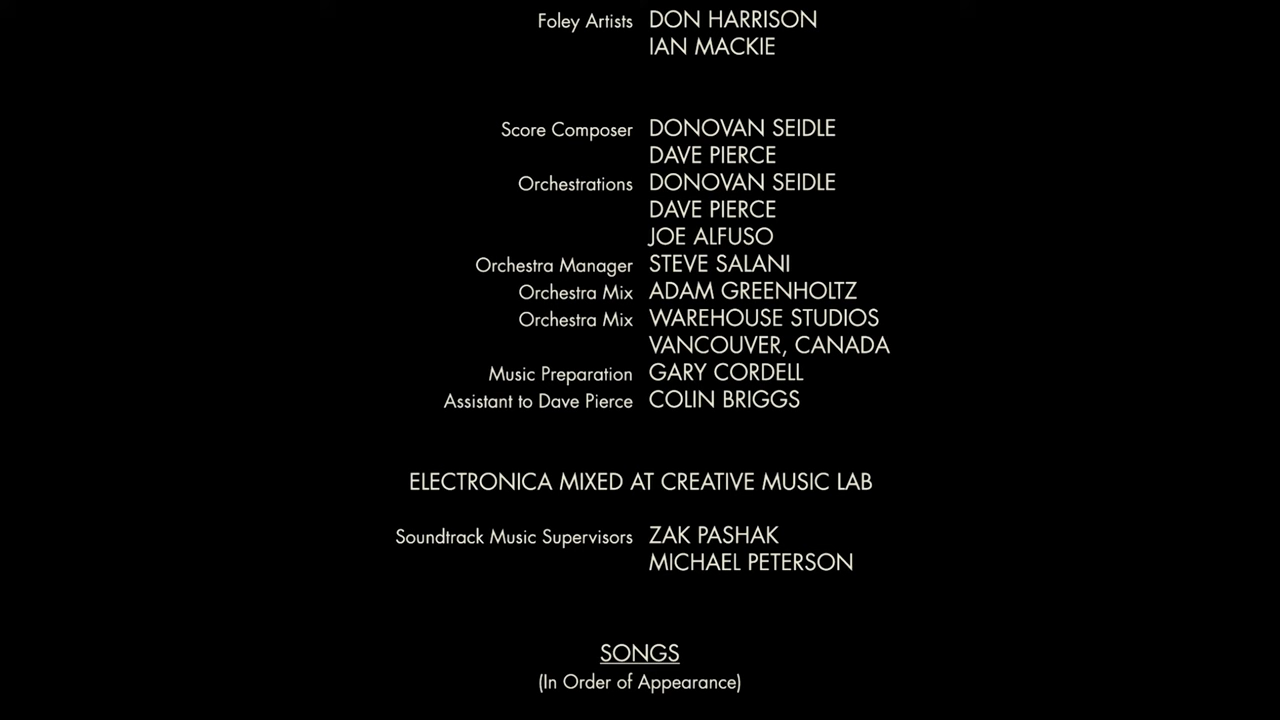 Foley Artists DON HARRISON
IAN MACKIE
Score Composer DONOVAN SEIDLE
DAVE PIERCE
Orchestrations DONOVAN SEIDLE
DAVE PIERCE
JOE ALFUSO
Orchestra Manager STEVE SALANI
Orchestra Mix ADAM GREENHOLTZ
Orchestra Mix WAREHOUSE STUDIOS
VANCOUVER, CANADA
Music Preparation GARY CORDELL
Assistant to Dave Pierce COLIN BRIGGS
ELECTRONICA MIXED AT CREATIVE MUSIC LAB
Soundtrack Music Supervisors ZAK PASHAK
MICHAEL PETERSON
SONGS
(In Order of Appearance)